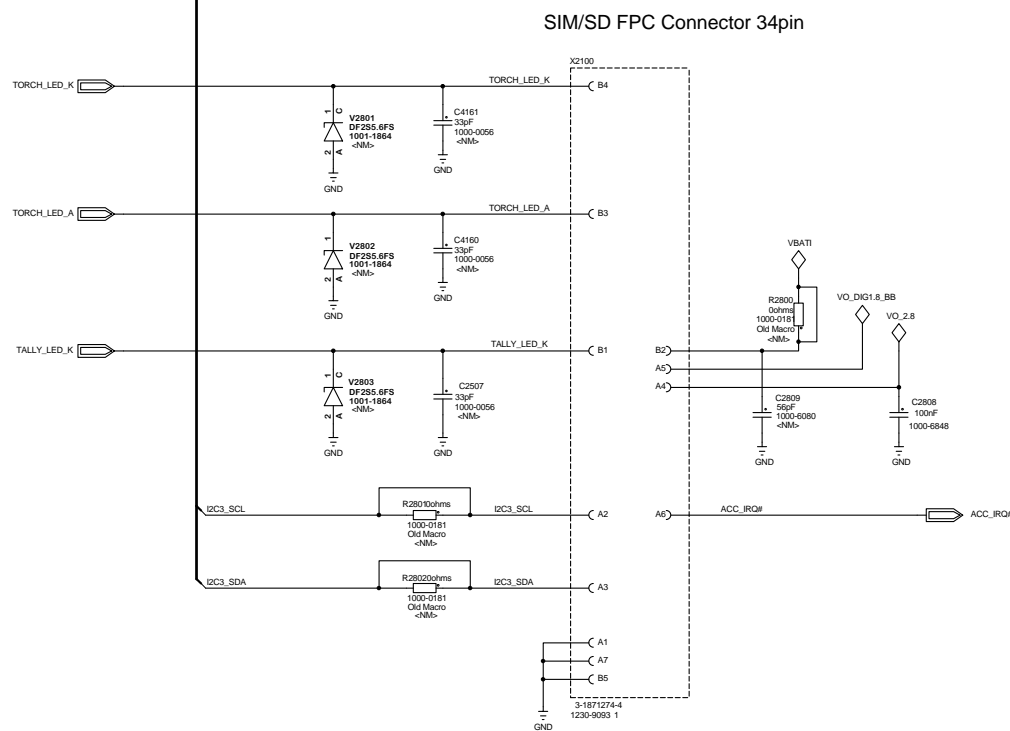 SIM/SD FPC Connector 34pin
X2100
TORCH_LED_K
TORCH_LED_K
B4
1
C
V2801
DF2S5.6FS
1001-1864
<NM>
2
A
GND
C4161
33pF
1000-0056
<NM>
GND
TORCH_LED_A
TORCH_LED_A
B3
1
V2802
DF2S5.6FS
1001-1864
<NM>
2
A
GND
C4160
33pF
1000-0056
<NM>
GND
VBATI
R2800
0ohms
1000-0181
Old Macro
<NM>
VO_DIG1.8_BB
VO_2.8
TALLY_LED_K
TALLY_LED_K
B1
B2
A5
A4
1
C
V2803
DF2S5.6FS
1001-1864
<NM>
2
A
GND
C2507
33pF
1000-0056
<NM>
GND
C2809
56pF
1000-6080
<NM>
GND
C2808
100nF
1000-6848
GND
I2C3_SCL
R28010ohms
1000-0181
Old Macro
<NM>
I2C3_SCL
A2
A6
ACC_IRQ#
ACC_IRQ#
I2C3_SDA
R28020ohms
1000-0181
Old Macro
<NM>
I2C3_SDA
A3
A1
A7
B5
GND
3-1871274-4
1230-9093 1